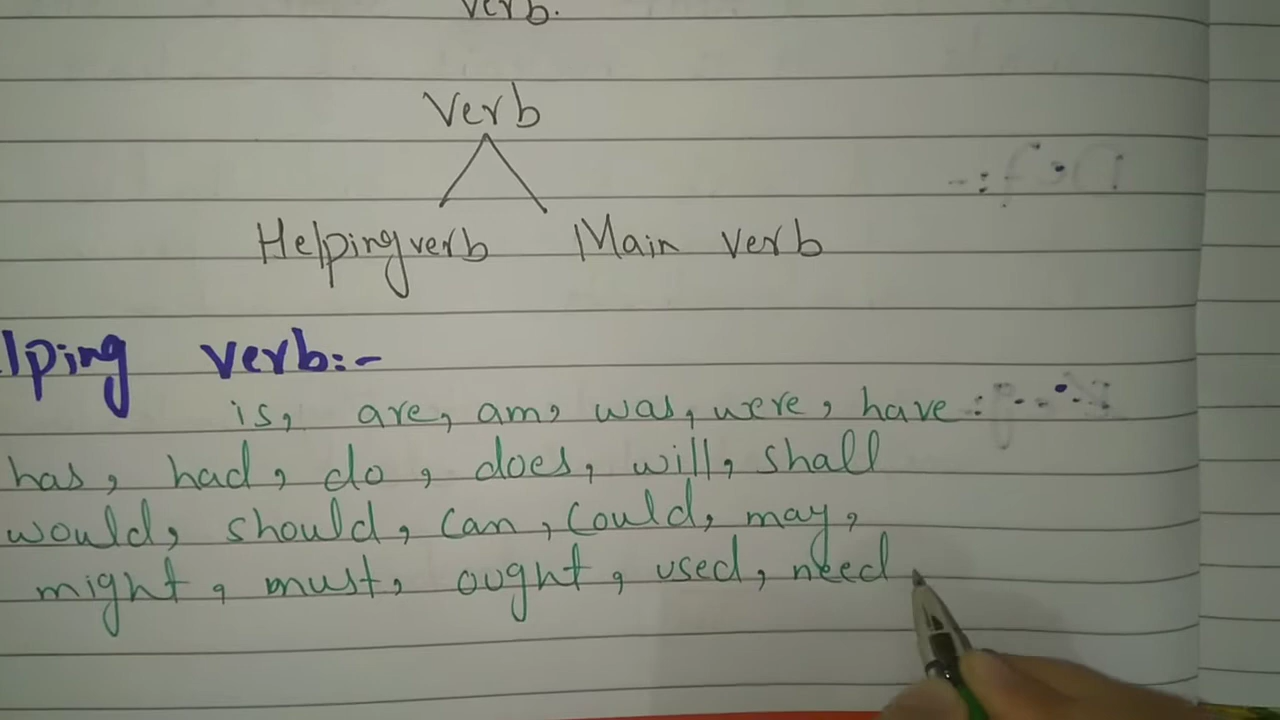 verb.
Verb
Helping verb Main verb
lping verb:-
is, are, am, was, were, have
has, had, do, does, will, shall
would, should, can, could, may,
might, must, ought, used, need